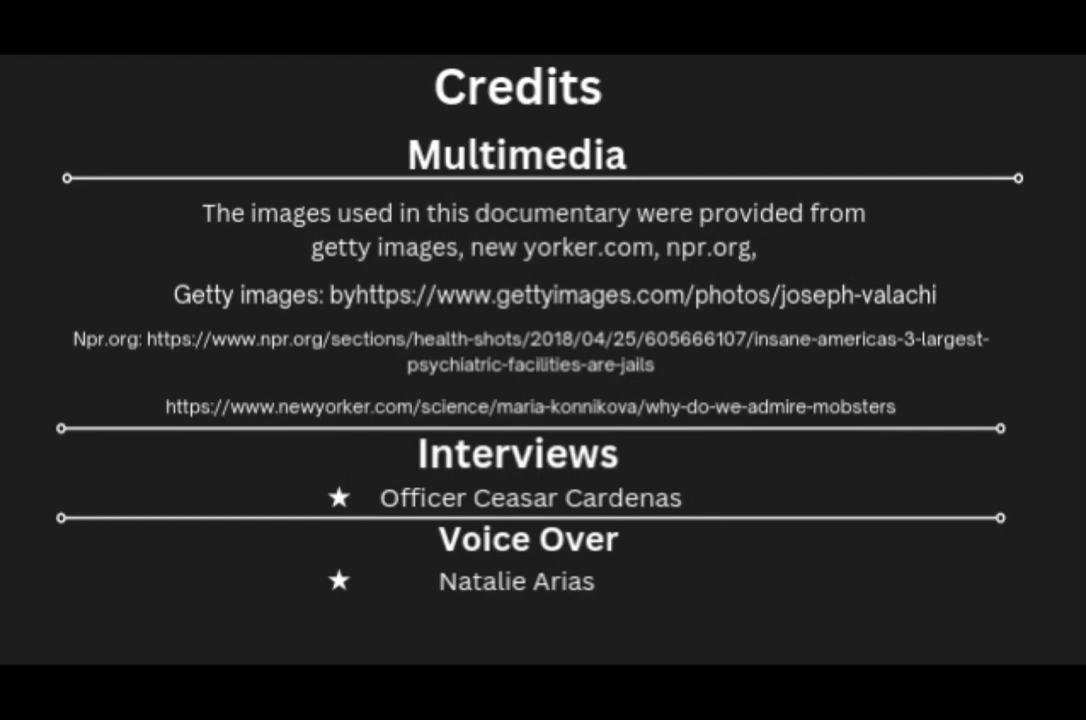 Credits
Multimedia
The images used in this documentary were provided from
getty images, new yorker.com, npr.org,
Getty images: byhttps://www.gettyimages.com/photos/joseph-valachi
Npr.org: https://www.npr.org/sections/health-shots/2018/04/25/605666107/insane-americas-3-largest-
psychiatric-facilities-are-jails
https://www.newyorker.com/science/maria-konnikova/why-do-we-admire-mobsters
Interviews
★ Officer Ceasar Cardenas
Voice Over
★ Natalie Arias